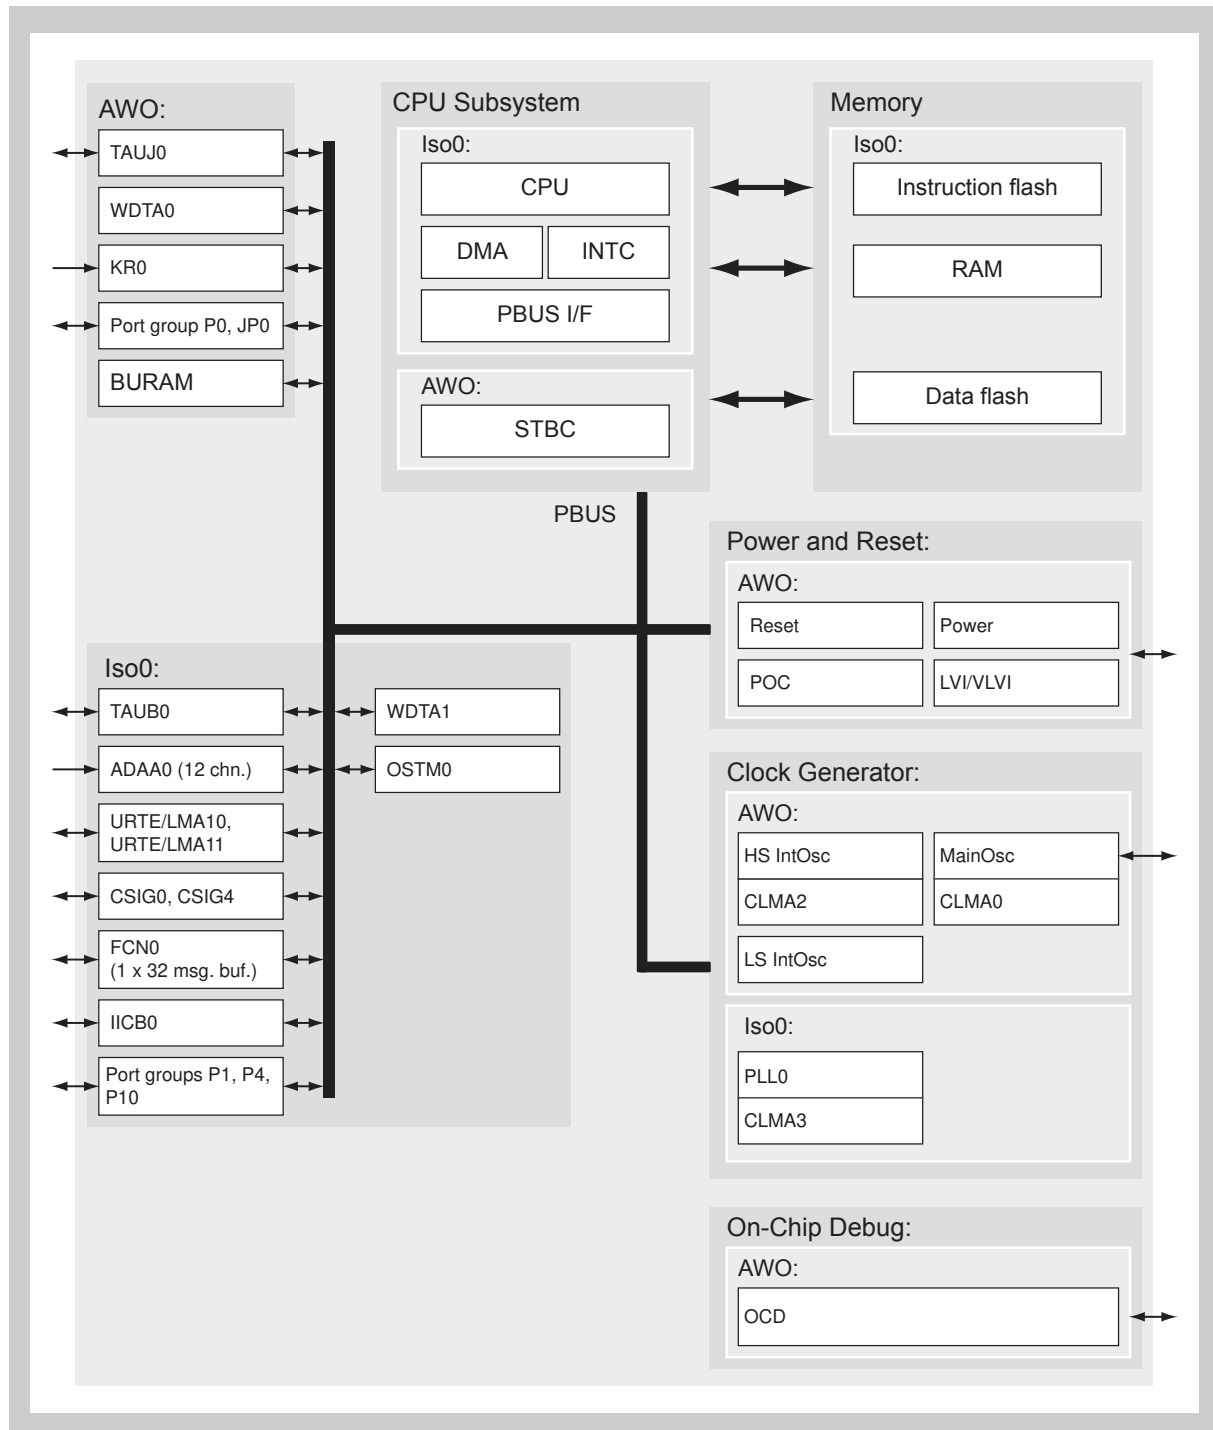 AWO:
TAUJ0
WDTA0
KR0
Port group P0, JP0
BURAM
CPU Subsystem
Iso0:
CPU
DMA
INTC
PBUS I/F
AWO:
STBC
Memory
Iso0:
Instruction flash
RAM
Data flash
PBUS
Power and Reset:
AWO:
Reset
Power
POC
LVI/VLVI
Iso0:
TAUB0
ADAA0 (12 chn.)
URTE/LMA10,
URTE/LMA11
CSIG0, CSIG4
FCN0
(1 x 32 msg. buf.)
IICB0
Port groups P1, P4,
P10
WDTA1
OSTM0
Clock Generator:
AWO:
HS IntOsc
MainOsc
CLMA2
CLMA0
LS IntOsc
Iso0:
PLL0
CLMA3
On-Chip Debug:
AWO:
OCD